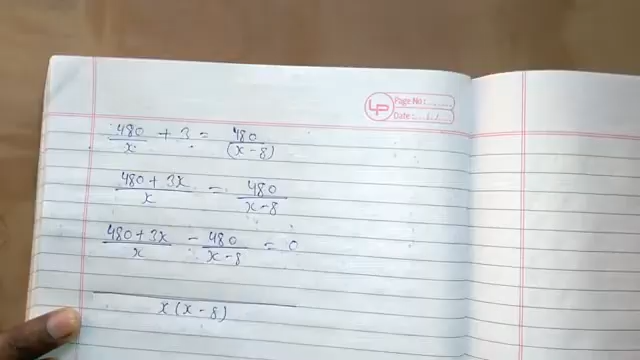 LP Page No:
Date: / /
480/x + 3 = 480/(x-8)
480+3x/x = 480/x-8
480+3x/x - 480/x-8 = 0
x(x-8)